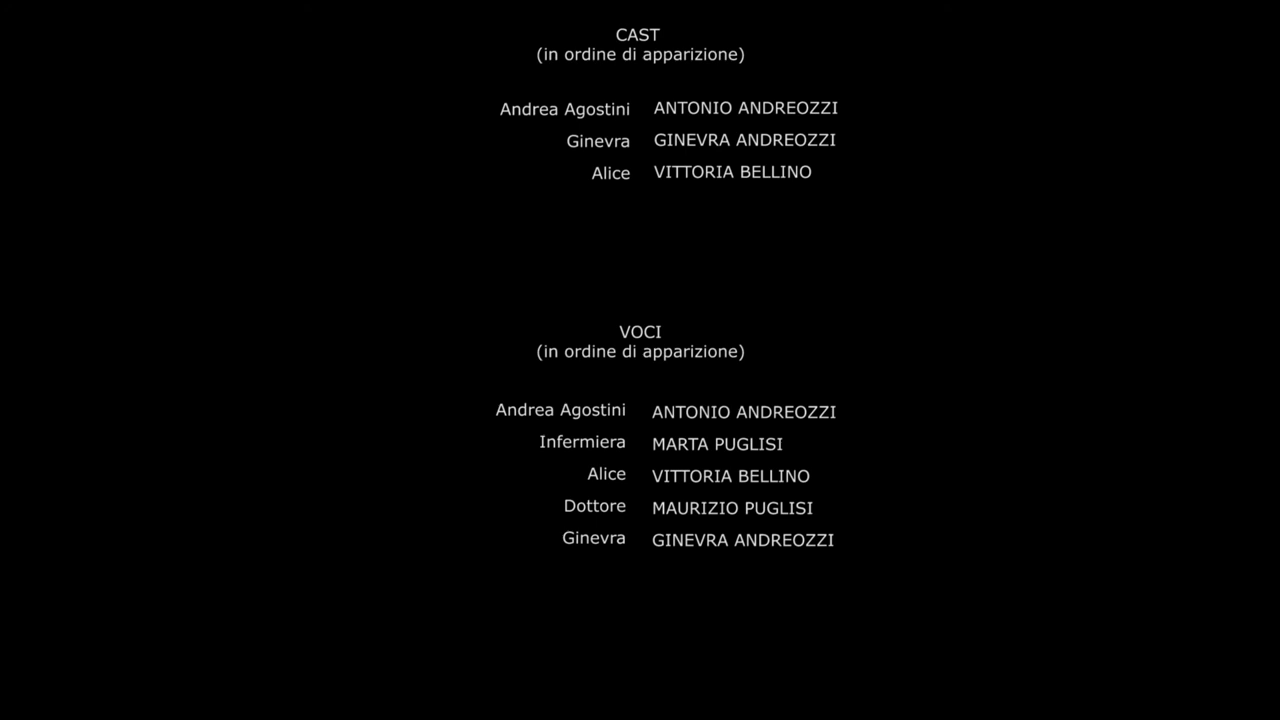 CAST
(in ordine di apparizione)
Andrea Agostini ANTONIO ANDREOZZI
Ginevra GINEVRA ANDREOZZI
Alice VITTORIA BELLINO
VOCI
(in ordine di apparizione)
Andrea Agostini ANTONIO ANDREOZZI
Infermiera MARTA PUGLISI
Alice VITTORIA BELLINO
Dottore MAURIZIO PUGLISI
Ginevra GINEVRA ANDREOZZI